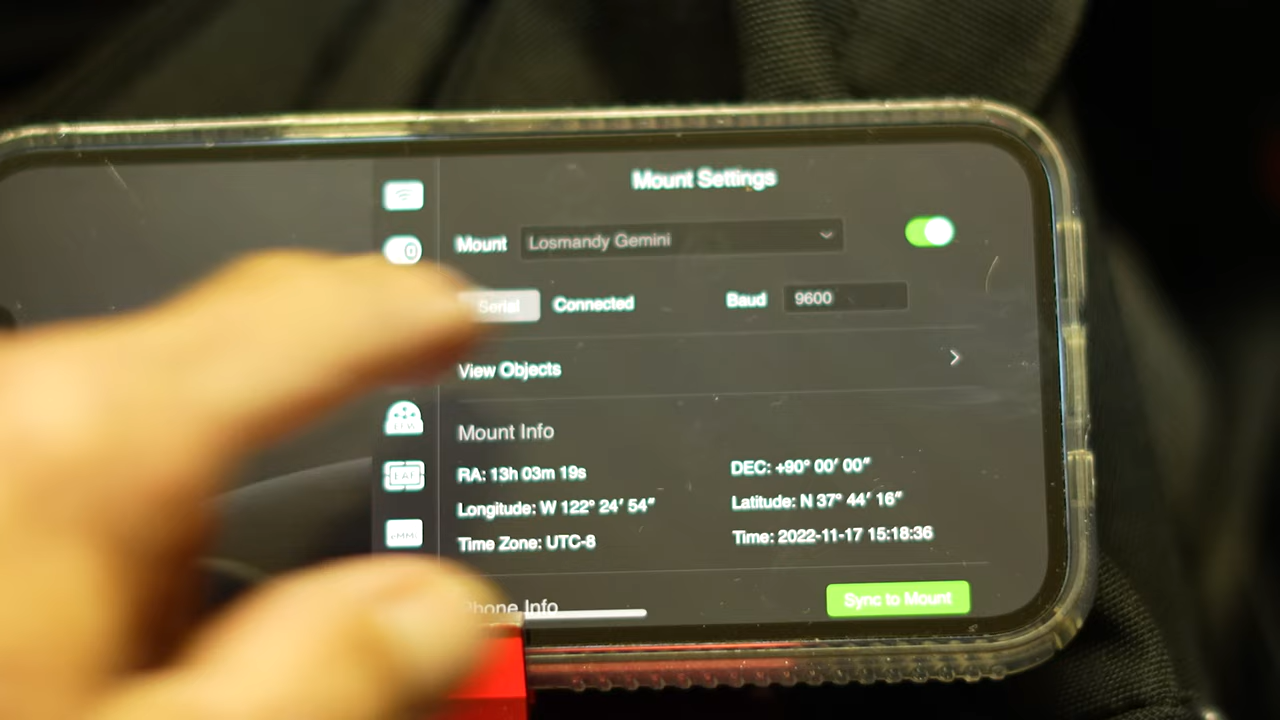 Mount Settings
Mount Losmandy Gemini
Serial Connected Baud 9600
View Objects
Mount Info
RA: 13h 03m 19s DEC: +90° 00′ 00″
Longitude: W 122° 24′ 54″ Latitude: N 37° 44′ 16″
Time Zone: UTC-8 Time: 2022-11-17 15:18:36
Phone Info Sync to Mount
EAF